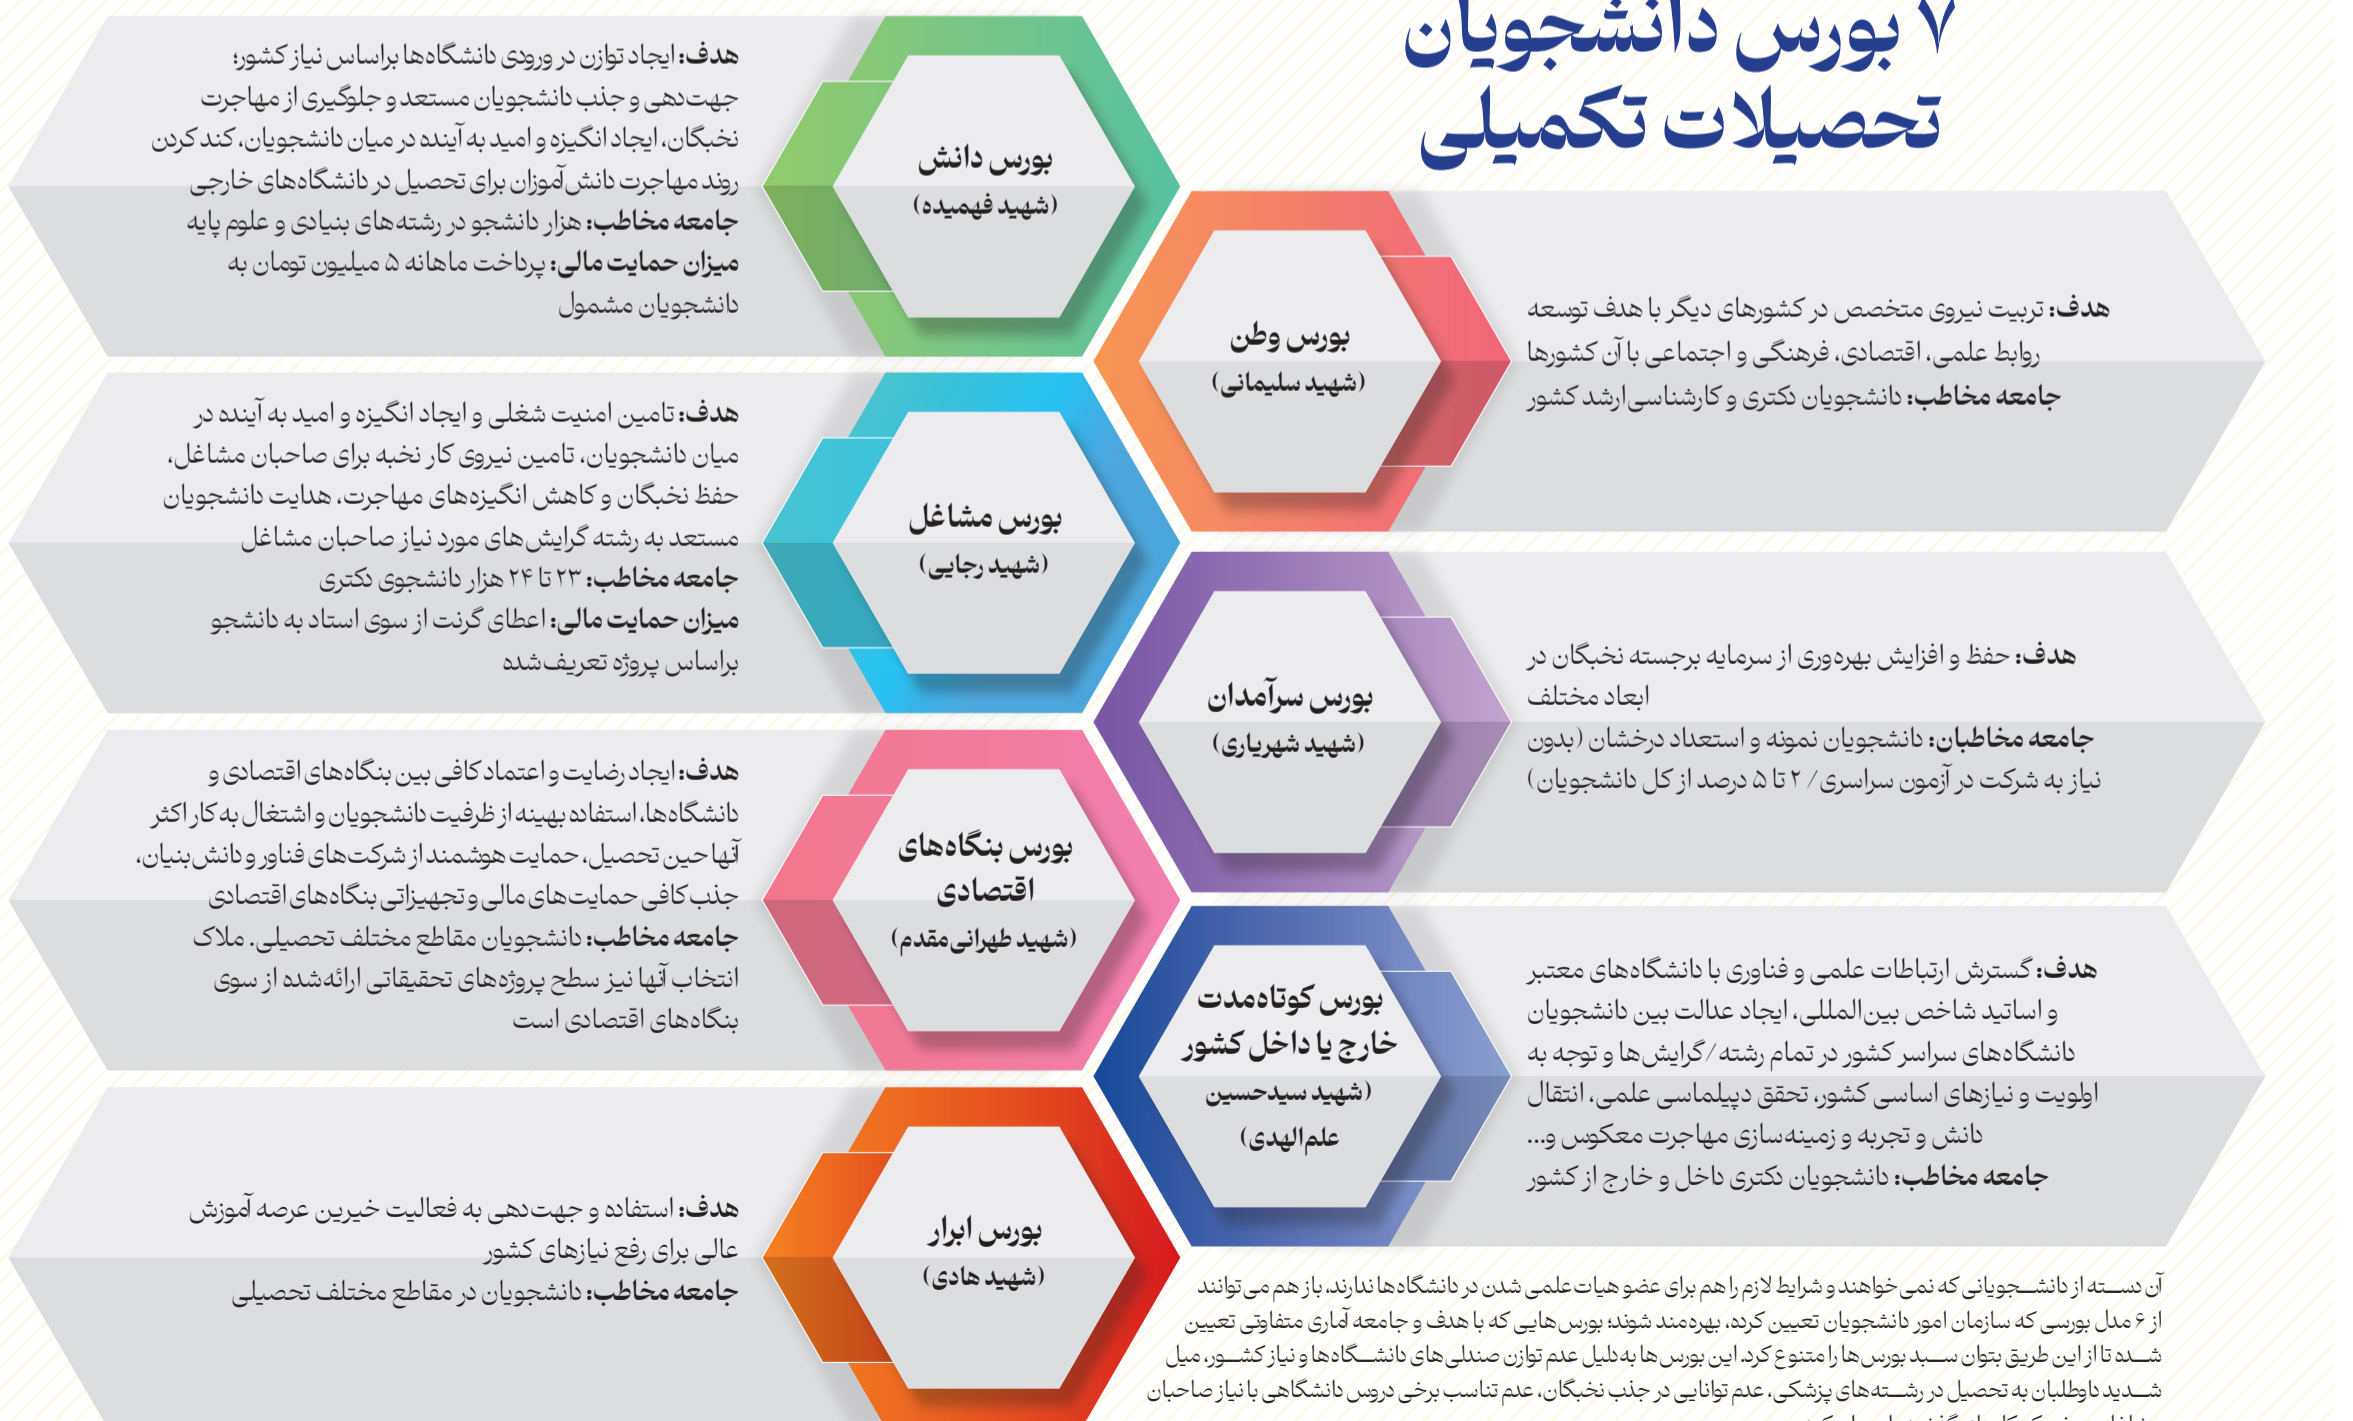 ۷ بورس دانشجویان
تحصیلات تکمیلی
بورس دانش
(شهید فهمیده)
هدف: ایجاد توازن در ورودی دانشگاه‌ها براساس نیاز کشور؛
جهت‌دهی و جذب دانشجویان مستعد و جلوگیری از مهاجرت
نخبگان، ایجاد انگیزه و امید به آینده در میان دانشجویان، کند کردن
روند مهاجرت دانش‌آموزان برای تحصیل در دانشگاه‌های خارجی
جامعه مخاطب: هزار دانشجو در رشته‌های بنیادی و علوم پایه
میزان حمایت مالی: پرداخت ماهانه ۵ میلیون تومان به
دانشجویان مشمول
بورس وطن
(شهید سلیمانی)
هدف: تربیت نیروی متخصص در کشورهای دیگر با هدف توسعه
روابط علمی، اقتصادی، فرهنگی و اجتماعی با آن کشورها
جامعه مخاطب: دانشجویان دکتری و کارشناسی‌ارشد کشور
بورس مشاغل
(شهید رجایی)
هدف: تامین امنیت شغلی و ایجاد انگیزه و امید به آینده در
میان دانشجویان، تامین نیروی کار نخبه برای صاحبان مشاغل،
حفظ نخبگان و کاهش انگیزه‌های مهاجرت، هدایت دانشجویان
مستعد به رشته گرایش‌های مورد نیاز صاحبان مشاغل
جامعه مخاطب: ۲۳ تا ۲۴ هزار دانشجوی دکتری
میزان حمایت مالی: اعطای گرنت از سوی استاد به دانشجو
براساس پروژه تعریف‌شده
بورس سرآمدان
(شهید شهریاری)
هدف: حفظ و افزایش بهره‌وری از سرمایه برجسته نخبگان در
ابعاد مختلف
جامعه مخاطبان: دانشجویان نمونه و استعداد درخشان (بدون
نیاز به شرکت در آزمون سراسری/ ۲ تا ۵ درصد از کل دانشجویان)
بورس بنگاه‌های
اقتصادی
(شهید طهرانی‌مقدم)
هدف: ایجاد رضایت و اعتماد کافی بین بنگاه‌های اقتصادی و
دانشگاه‌ها، استفاده بهینه از ظرفیت دانشجویان و اشتغال به کار اکثر
آنها حین تحصیل، حمایت هوشمند از شرکت‌های فناور و دانش‌بنیان،
جذب کافی حمایت‌های مالی و تجهیزاتی بنگاه‌های اقتصادی
جامعه مخاطب: دانشجویان مقاطع مختلف تحصیلی. ملاک
انتخاب آنها نیز سطح پروژه‌های تحقیقاتی ارائه‌شده از سوی
بنگاه‌های اقتصادی است
بورس کوتاه‌مدت
خارج یا داخل کشور
(شهید سیدحسین
علم‌الهدی)
هدف: گسترش ارتباطات علمی و فناوری با دانشگاه‌های معتبر
و اساتید شاخص بین‌المللی، ایجاد عدالت بین دانشجویان
دانشگاه‌های سراسر کشور در تمام رشته/گرایش‌ها و توجه به
اولویت و نیازهای اساسی کشور، تحقق دیپلماسی علمی، انتقال
دانش و تجربه و زمینه‌سازی مهاجرت معکوس و...
جامعه مخاطب: دانشجویان دکتری داخل و خارج از کشور
بورس ابرار
(شهید هادی)
هدف: استفاده و جهت‌دهی به فعالیت خیرین عرصه آموزش
عالی برای رفع نیازهای کشور
جامعه مخاطب: دانشجویان در مقاطع مختلف تحصیلی
آن دسـته از دانشـجویانی که نمی‌خواهند و شرایط لازم را هم برای عضو هیات علمی شدن در دانشگاه‌ها ندارند، باز هم می‌توانند
از ۶ مدل بورسی که سازمان امور دانشجویان تعیین کرده، بهره‌مند شوند؛ بورس‌هایی که با هدف و جامعه آماری متفاوتی تعیین
شـده تا از این طریق بتوان سـبد بورس‌ها را متنوع کرد. این بورس‌ها به‌دلیل عدم توازن صندلی‌های دانشـگاه‌ها و نیاز کشـور، میل
شـدید داوطلبان به تحصیل در رشـته‌های پزشکی، عدم توانایی در جذب نخبگان، عدم تناسب برخی دروس دانشگاهی با نیاز صاحبان